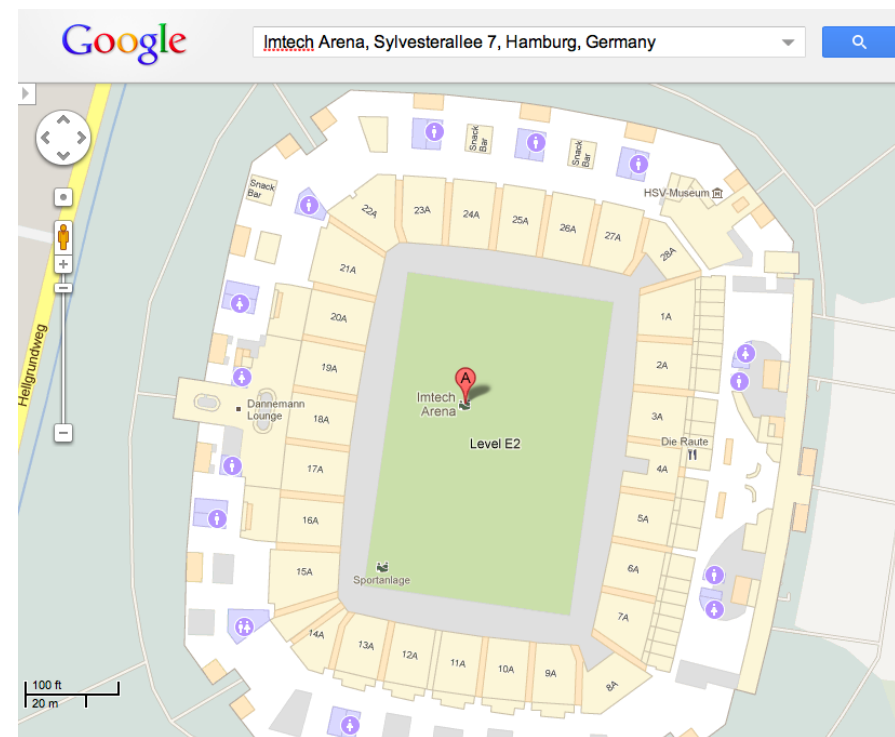 Google
Imtech Arena, Sylvesterallee 7, Hamburg, Germany
Snack
Bar
Snack
Bar
Snack
Bar
HSV-Museum
22A
23A
24A
25A
26A
27A
28A
21A
20A
19A
18A
17A
16A
15A
14A
13A
12A
11A
10A
9A
8A
7A
6A
5A
4A
3A
2A
1A
Dannemann
Lounge
A
Imtech
Arena
Level E2
Die Raute
Sportanlage
Hellgrundweg
100 ft
20 m